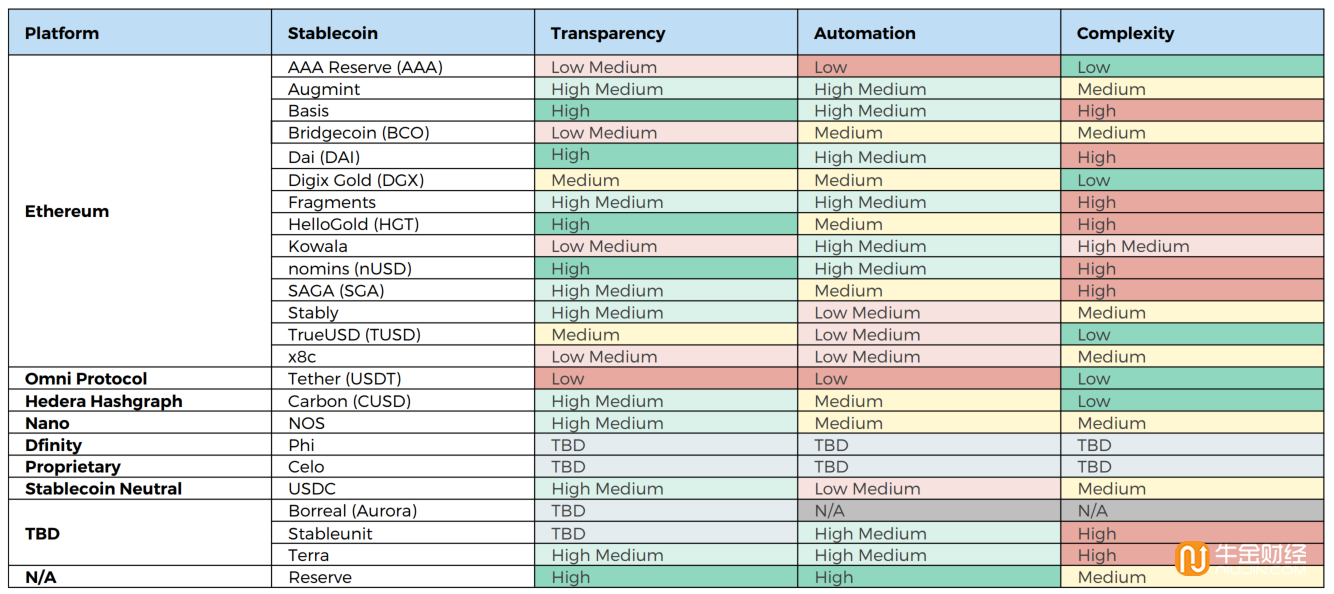 Platform Stablecoin Transparency Automation Complexity
AAA Reserve (AAA) Low Medium Low Low
Augmint High Medium High Medium Medium
Basis High High Medium High
Bridgecoin (BCO) Low Medium Medium Medium
Dai (DAI) High High Medium High
Digix Gold (DGX) Medium Medium Low
Fragments High Medium High Medium High
Ethereum
HelloGold (HGT) High Medium High
Kowala Low Medium High Medium High Medium
nomins (nUSD) High High Medium High
SAGA (SGA) High Medium Medium High
Stably High Medium Low Medium Medium
TrueUSD (TUSD) Medium Low Medium Low
x8c Low Medium Low Medium Medium
Omni Protocol Tether (USDT) Low Low Low
Hedera Hashgraph Carbon (CUSD) High Medium Medium Low
Nano NOS High Medium Medium Medium
Dfinity Phi TBD TBD TBD
Proprietary Celo TBD TBD TBD
Stablecoin Neutral USDC High Medium Low Medium Medium
Borreal (Aurora) TBD N/A N/A
TBD Stableunit TBD High Medium High
Terra High Medium High Medium High
N/A Reserve High High Medium
牛金财经